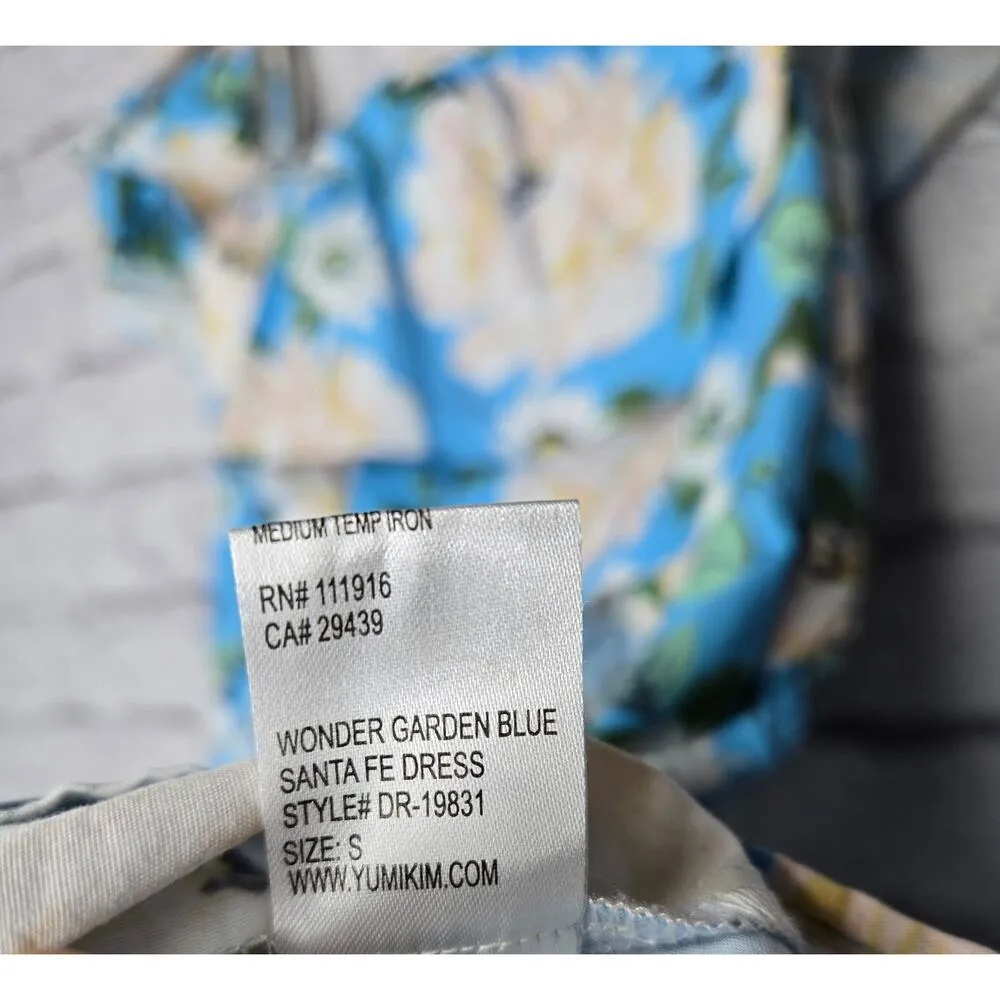 MEDIUM TEMP IRON
RN# 111916
CA# 29439
WONDER GARDEN BLUE
SANTA FE DRESS
STYLE# DR-19831
SIZE: S
WWW.YUMIKIM.COM